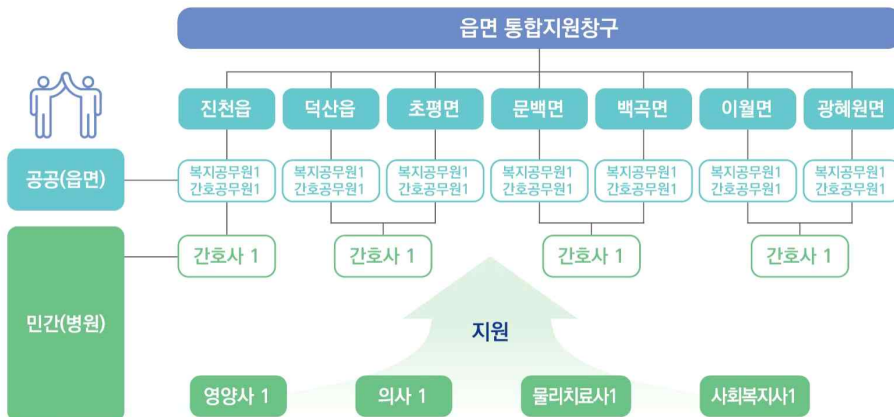 읍면 통합지원창구
진천읍
덕산읍
초평면
문백면
백곡면
이월면
광혜원면
공공(읍면)
복지공무원1
간호공무원1
복지공무원1
간호공무원1
복지공무원1
간호공무원1
복지공무원1
간호공무원1
복지공무원1
간호공무원1
복지공무원1
간호공무원1
복지공무원1
간호공무원1
민간(병원)
간호사 1
간호사 1
간호사 1
간호사 1
지원
영양사 1
의사 1
물리치료사1
사회복지사1